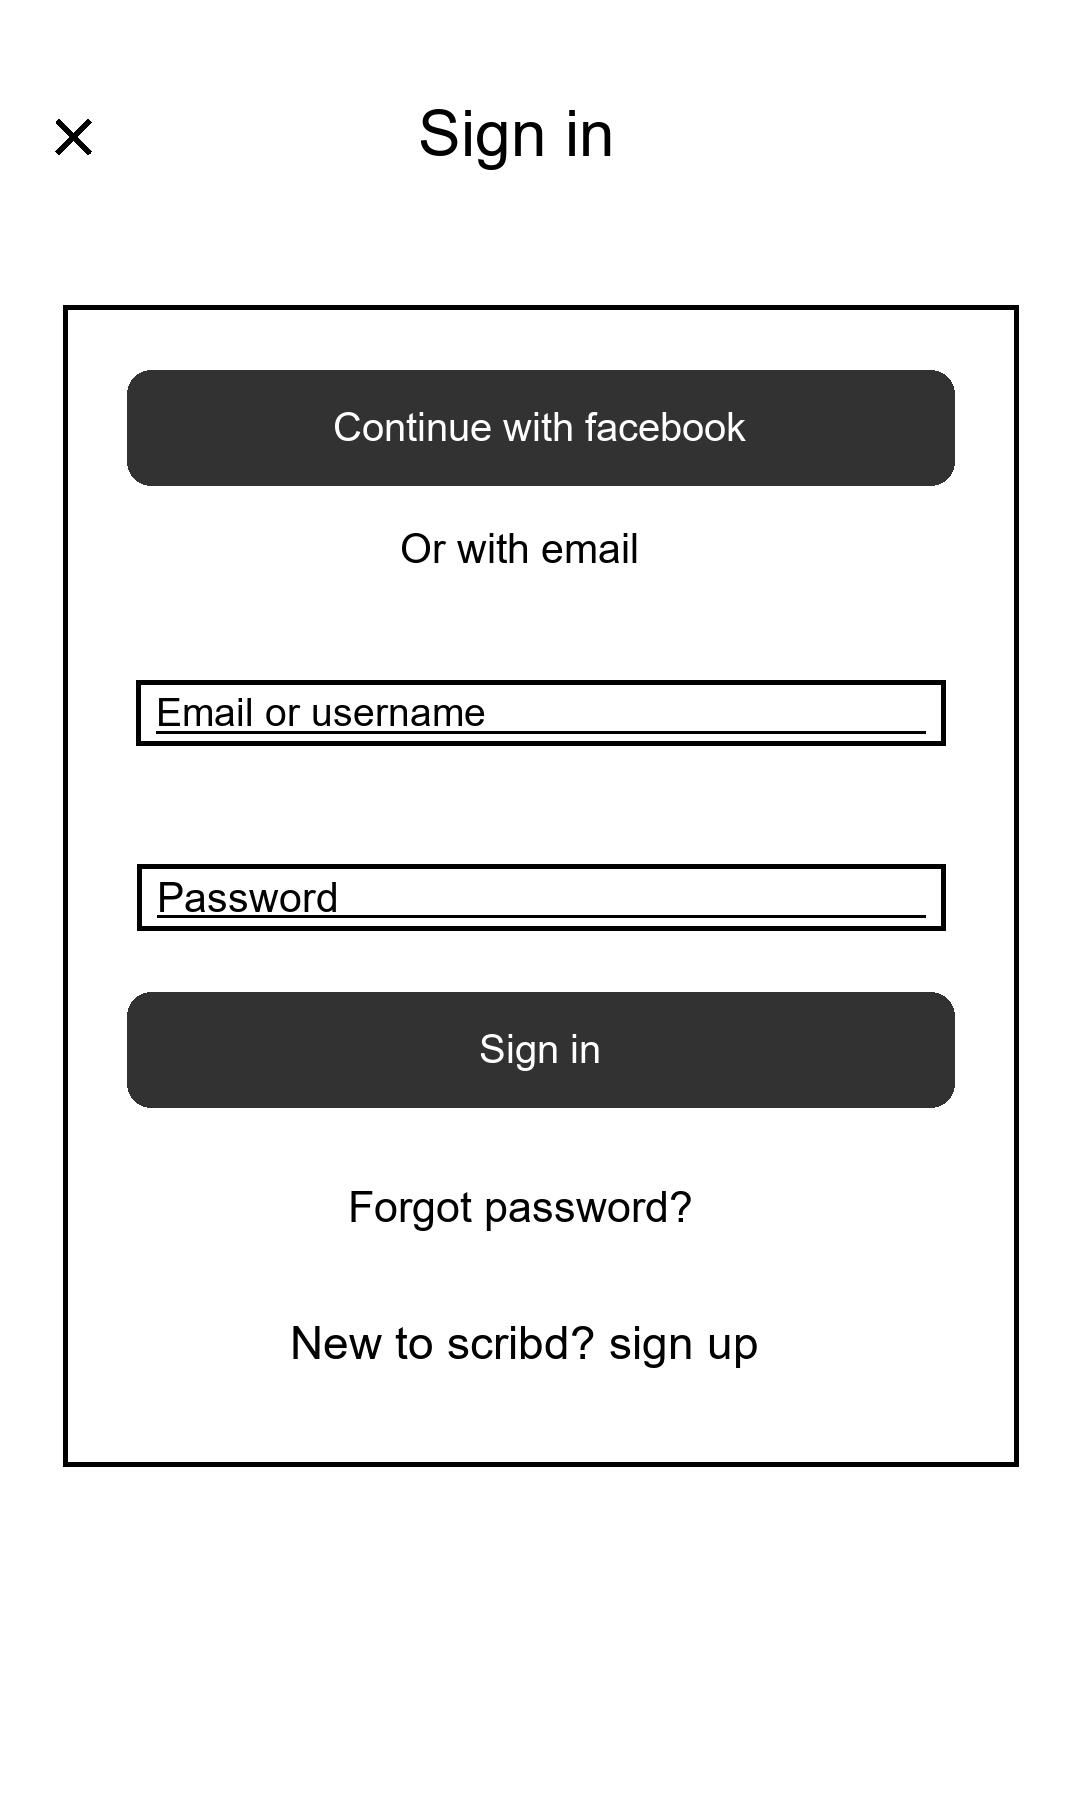 Sign in
Continue with facebook
Or with email
Email or username
Password
Sign in
Forgot password?
New to scribd? sign up